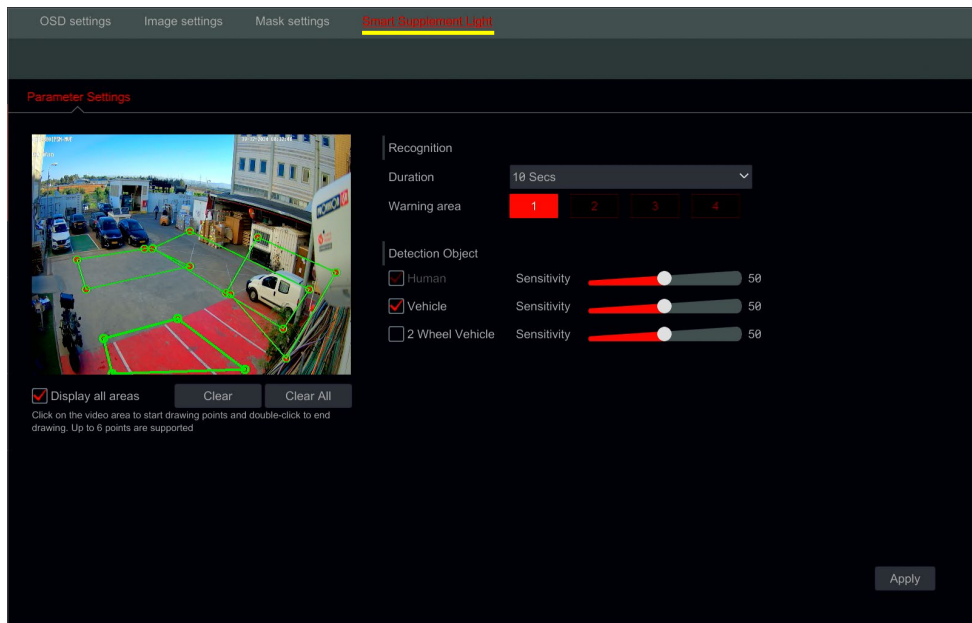 OSD settings Image settings Mask settings Smart Supplement Light
Parameter Settings
Recognition
Duration 10 Secs
Warning area 1 2 3 4
Detection Object
Human Sensitivity 50
Vehicle Sensitivity 50
2 Wheel Vehicle Sensitivity 50
Display all areas Clear Clear All
Click on the video area to start drawing points and double-click to end
drawing. Up to 6 points are supported
Apply